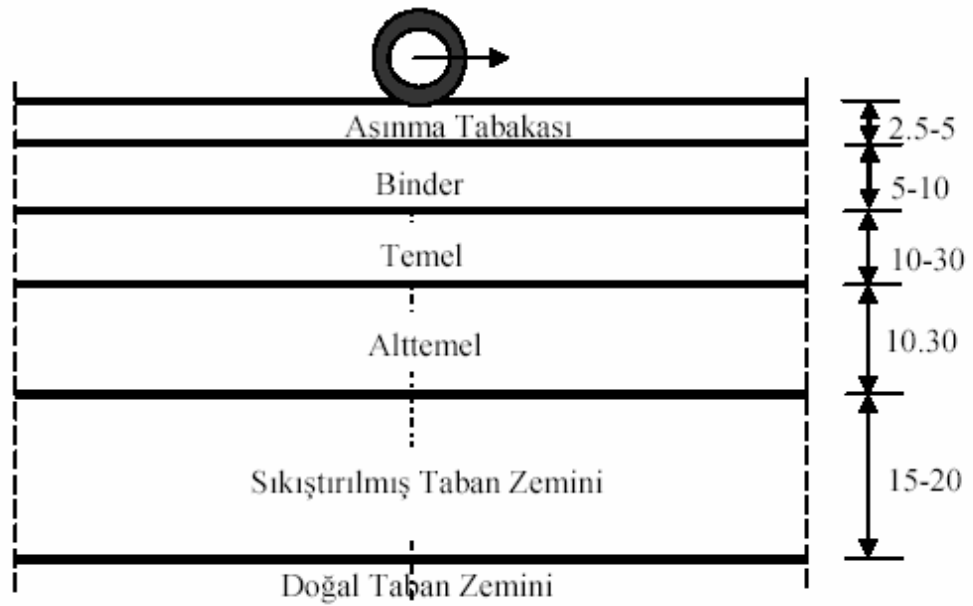 Aşınma Tabakası
2.5-5
Binder
5-10
Temel
10-30
Alttemel
10.30
Sıkıştırılmış Taban Zemini
15-20
Doğal Taban Zemini